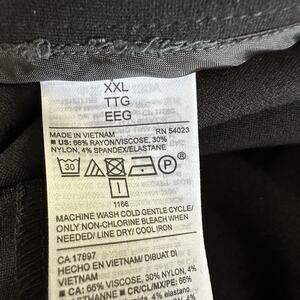 XXL
TTG
EEG
MADE IN VIETNAM RN 54023
■ US: 66% RAYON/VISCOSE, 30%
NYLON, 4% SPANDEX/ELASTANE
30
1166
MACHINE WASH COLD GENTLE CYCLE/
ONLY NON-CHLORINE BLEACH WHEN
NEEDED/ LINE DRY/ COOL IRON
CA 17897
HECHO EN VIETNAM/ DIBUAT DI
VIETNAM
■ CA: 66% VISCOSE, 30% NYLON, 4%